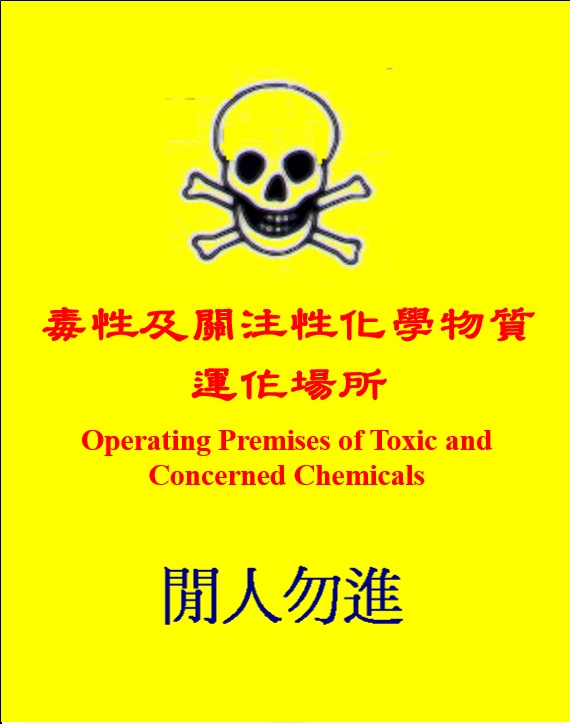 毒性及關注性化學物質
運作場所
Operating Premises of Toxic and
Concerned Chemicals
閒人勿進